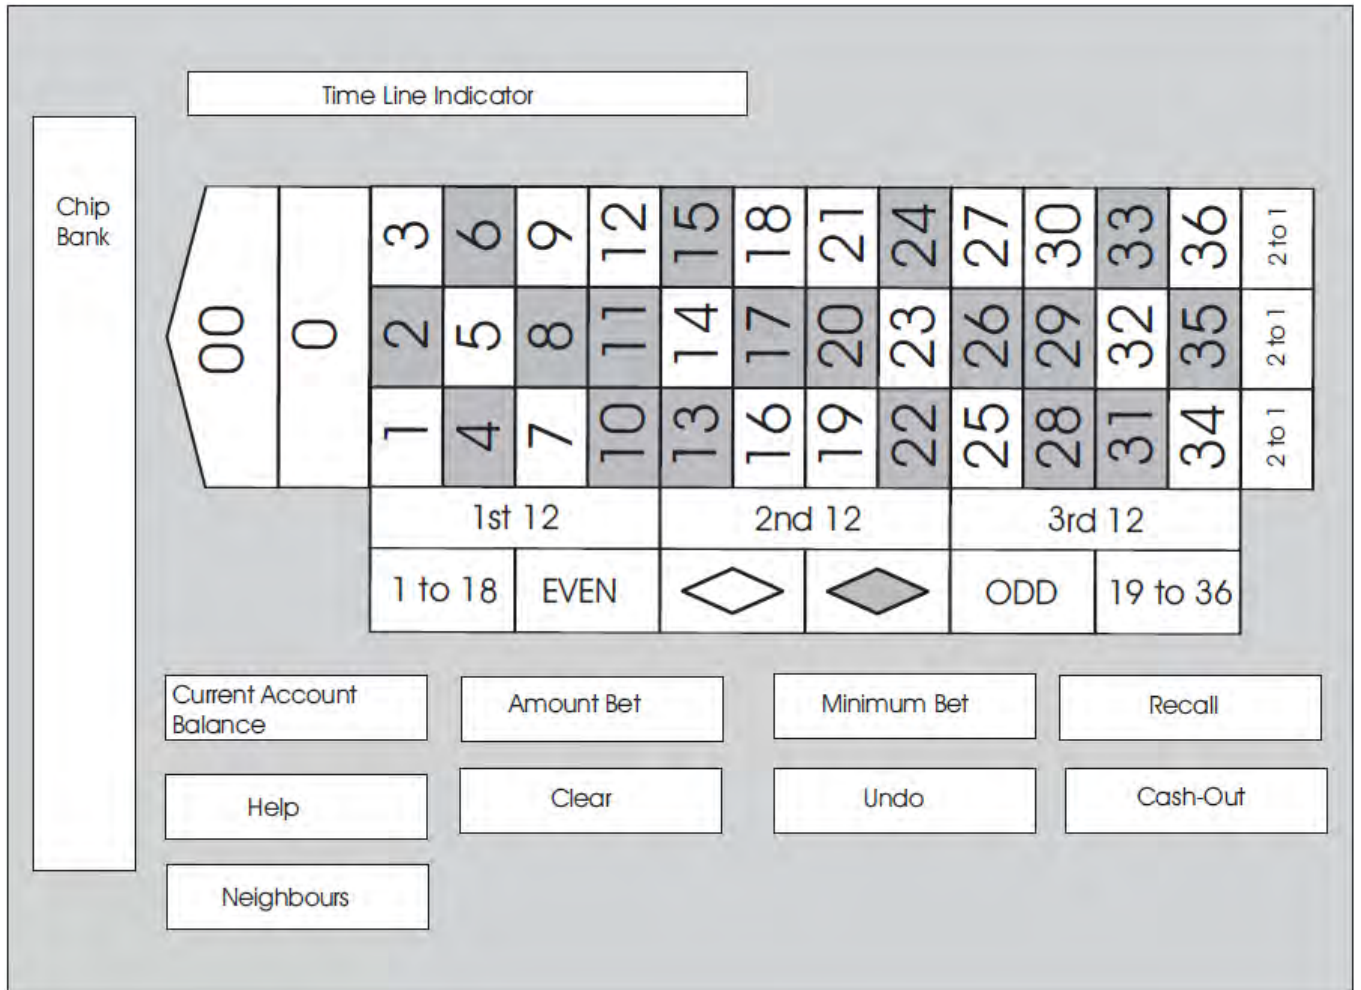 Time Line Indicator
Chip
Bank
00 0 3 6 9 12 15 18 21 24 27 30 33 36 2 to 1
2 5 8 11 14 17 20 23 26 29 32 35 2 to 1
1 4 7 10 13 16 19 22 25 28 31 34 2 to 1
1st 12 2nd 12 3rd 12
1 to 18 EVEN ODD 19 to 36
Current Account
Balance
Amount Bet
Minimum Bet
Recall
Help
Clear
Undo
Cash-Out
Neighbours